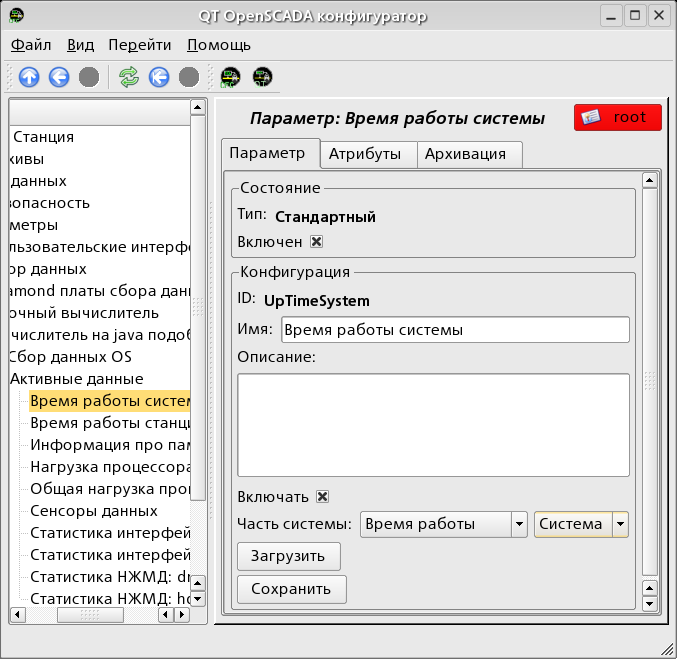 QT OpenSCADA конфигуратор
Файл Вид Перейти Помощь
Станция
хивы
данных
зопасность
метры
льзовательские интерфе
ор данных
amond платы сбора дан
очный вычислитель
числитель на java подоб
Сбор данных OS
Активные данные
Время работы систем
Время работы станци
Информация про пам
Нагрузка процессора
Общая нагрузка проц
Сенсоры данных
Статистика интерфей
Статистика интерфей
Статистика НЖМД: dr
Статистика НЖМД: ho
Параметр: Время работы системы
root
Параметр Атрибуты Архивация
Состояние
Тип: Стандартный
Включен
Конфигурация
ID: UpTimeSystem
Имя: Время работы системы
Описание:
Включать
Часть системы: Время работы Система
Загрузить
Сохранить